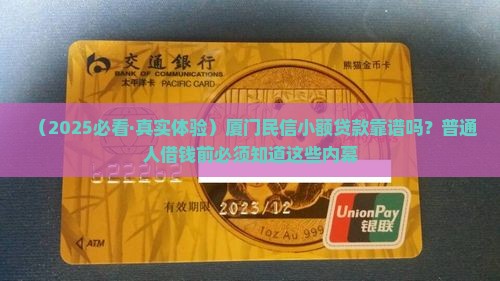 交通銀行
BANK OF COMMUNICATIONS
太平洋卡 PACIFIC CARD
熊猫金币卡
（2025必看·真实体验）厦门民信小额贷款靠谱吗？普通
人借钱前必须知道这些内幕
622262
有效期限 2023/12
1oz Au .999
UnionPay
银联
ATM